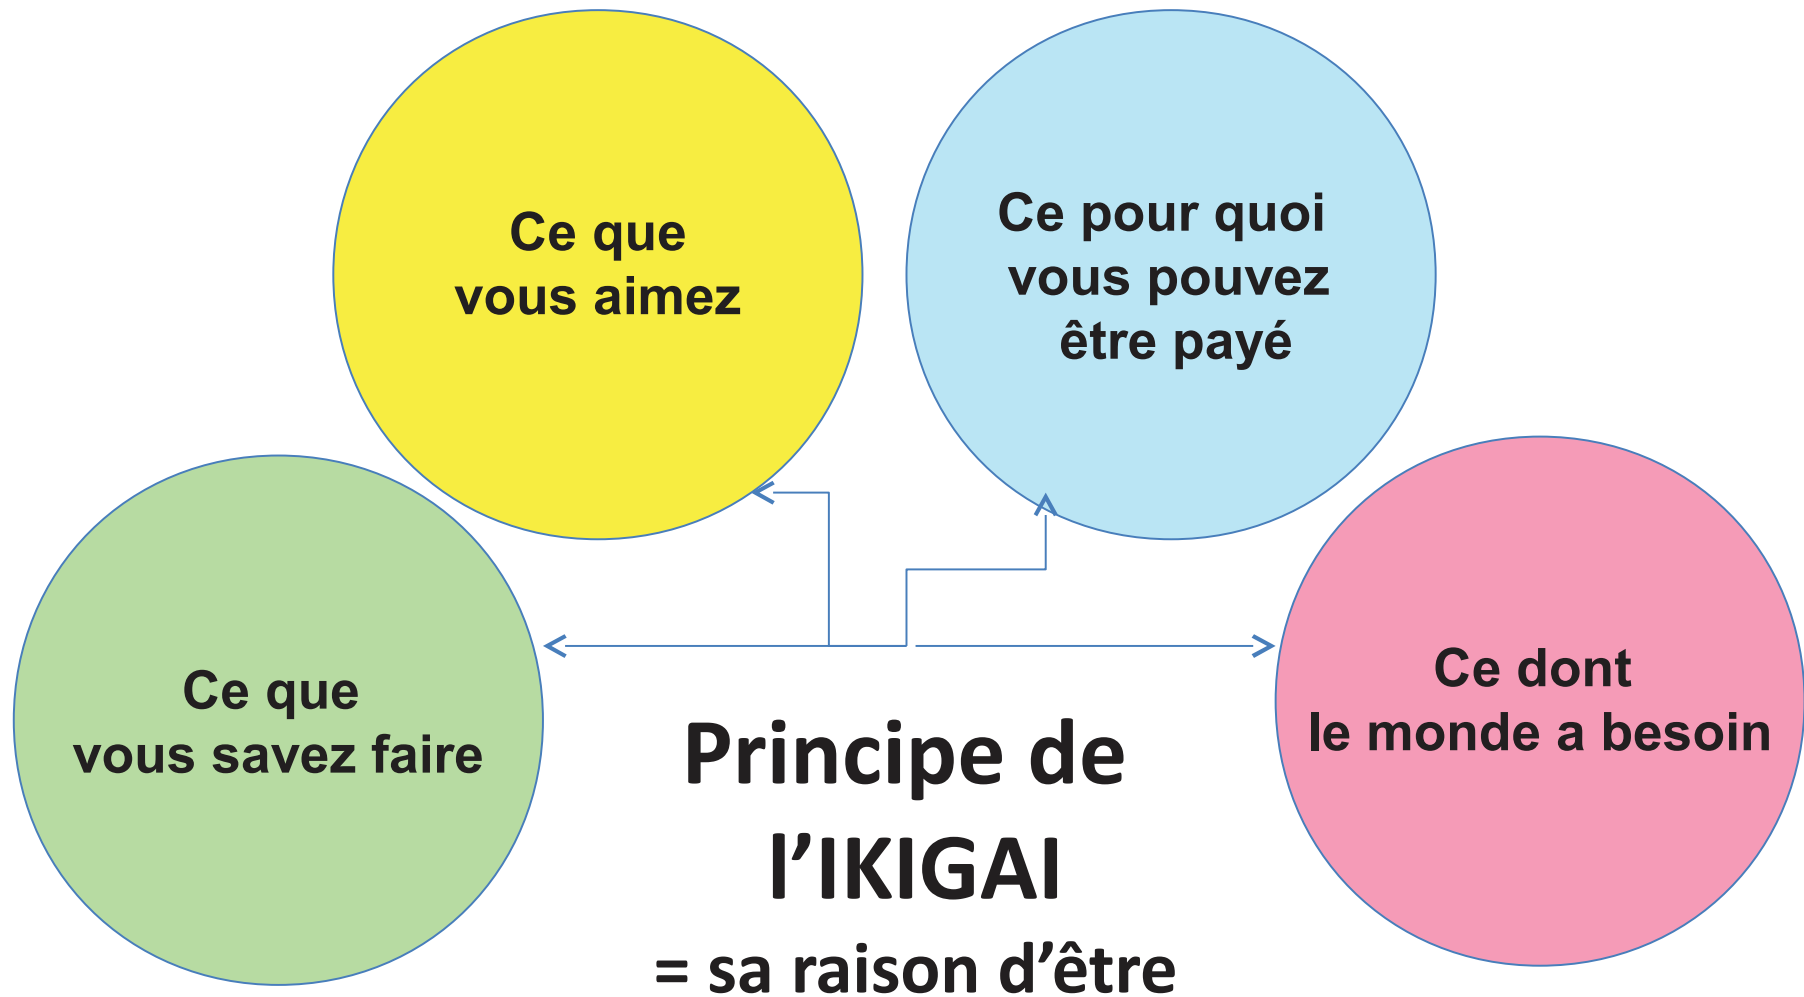 Ce que
vous aimez
Ce pour quoi
vous pouvez
être payé
Ce que
vous savez faire
Ce dont
le monde a besoin
Principe de
l’IKIGAI
= sa raison d’être